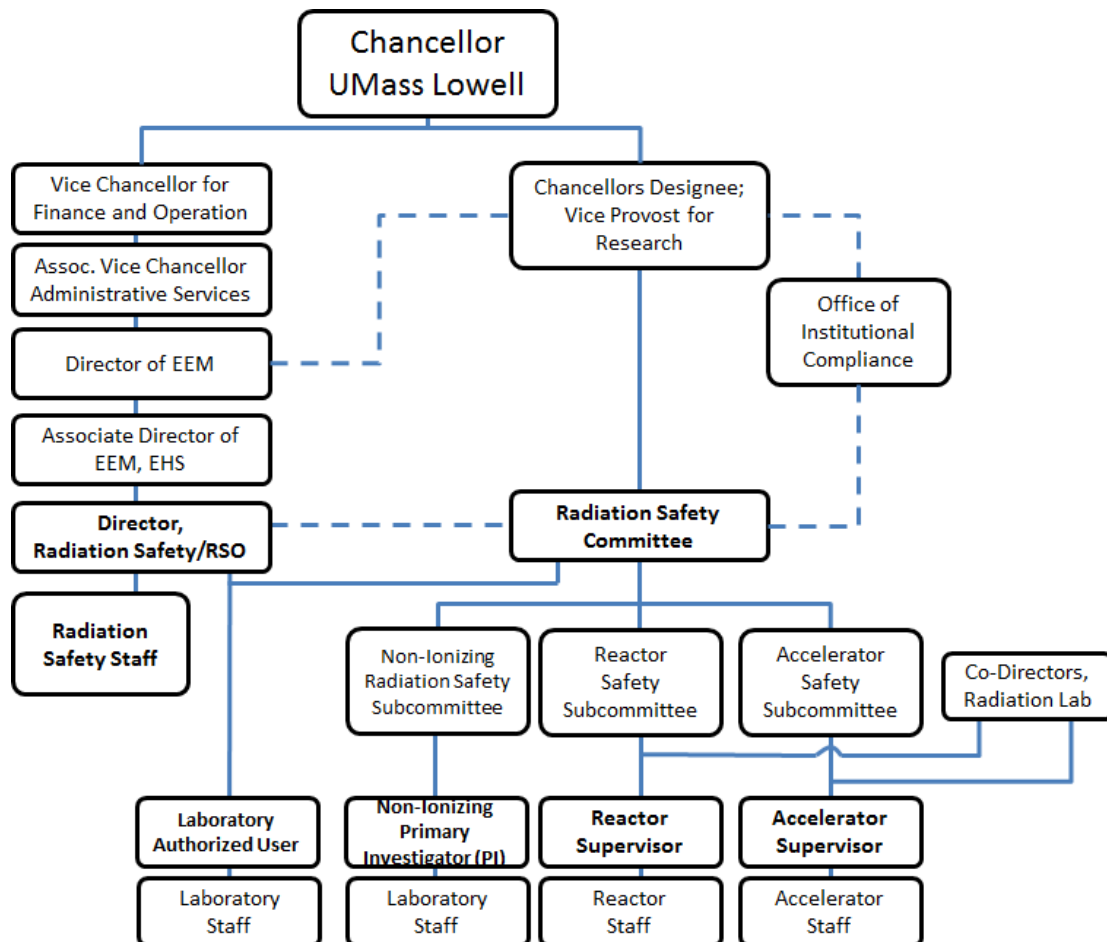 Chancellor
UMass Lowell
Vice Chancellor for
Finance and Operation
Chancellors Designee;
Vice Provost for
Research
Assoc. Vice Chancellor
Administrative Services
Office of
Institutional
Compliance
Director of EEM
Associate Director of
EEM, EHS
Director,
Radiation Safety/RSO
Radiation Safety
Committee
Radiation
Safety Staff
Non-Ionizing
Radiation Safety
Subcommittee
Reactor
Safety
Subcommittee
Accelerator
Safety
Subcommittee
Co-Directors,
Radiation Lab
Laboratory
Authorized User
Non-Ionizing
Primary
Investigator (PI)
Reactor
Supervisor
Accelerator
Supervisor
Laboratory
Staff
Laboratory
Staff
Reactor
Staff
Accelerator
Staff